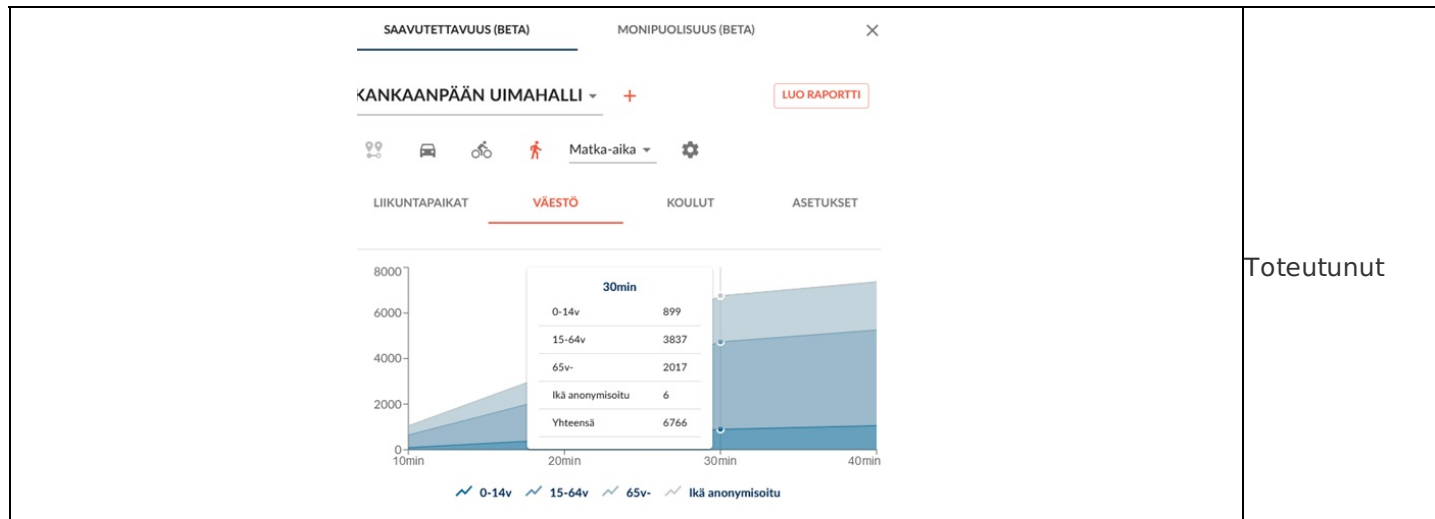 SAAVUTETTAVUUS (BETA) MONIPUOLISUUS (BETA)
KANKAANPÄÄN UIMAHALLI + LUO RAPORTTI
Matka-aika
LIIKUNTAPAIKAT VÄESTÖ KOULUT ASETUKSET
8000
6000
4000
2000
0
30min
0-14v 899
15-64v 3837
65v- 2017
Ikä anonymisoitu 6
Yhteensä 6766
10min 20min 30min 40min
0-14v 15-64v 65v- Ikä anonymisoitu
Toteutunut